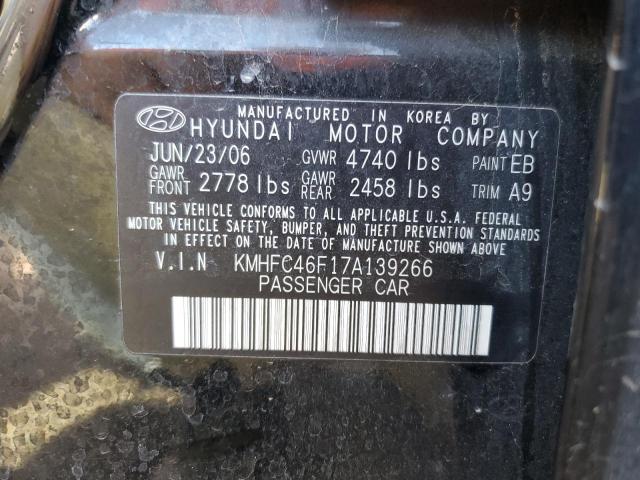 MANUFACTURED IN KOREA BY
HYUNDAI MOTOR COMPANY
JUN/23/06 GVWR 4740 lbs PAINT EB
GAWR FRONT 2778 lbs GAWR REAR 2458 lbs TRIM A9
THIS VEHICLE CONFORMS TO ALL APPLICABLE U.S.A. FEDERAL
MOTOR VEHICLE SAFETY, BUMPER, AND THEFT PREVENTION STANDARDS
IN EFFECT ON THE DATE OF MANUFACTURE SHOWN ABOVE
V.I.N KMHFC46F17A139266
PASSENGER CAR